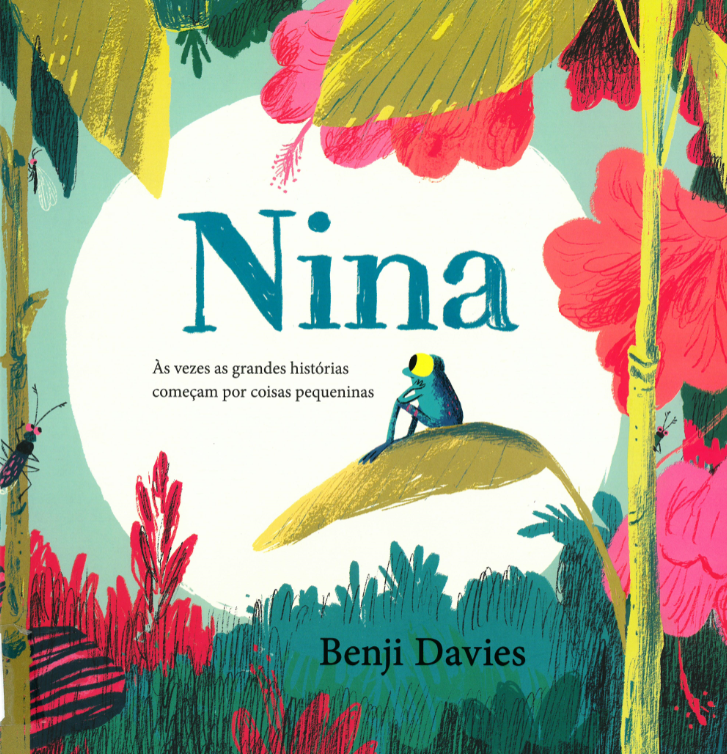 Nina
Às vezes as grandes histórias
começam por coisas pequeninas
Benji Davies